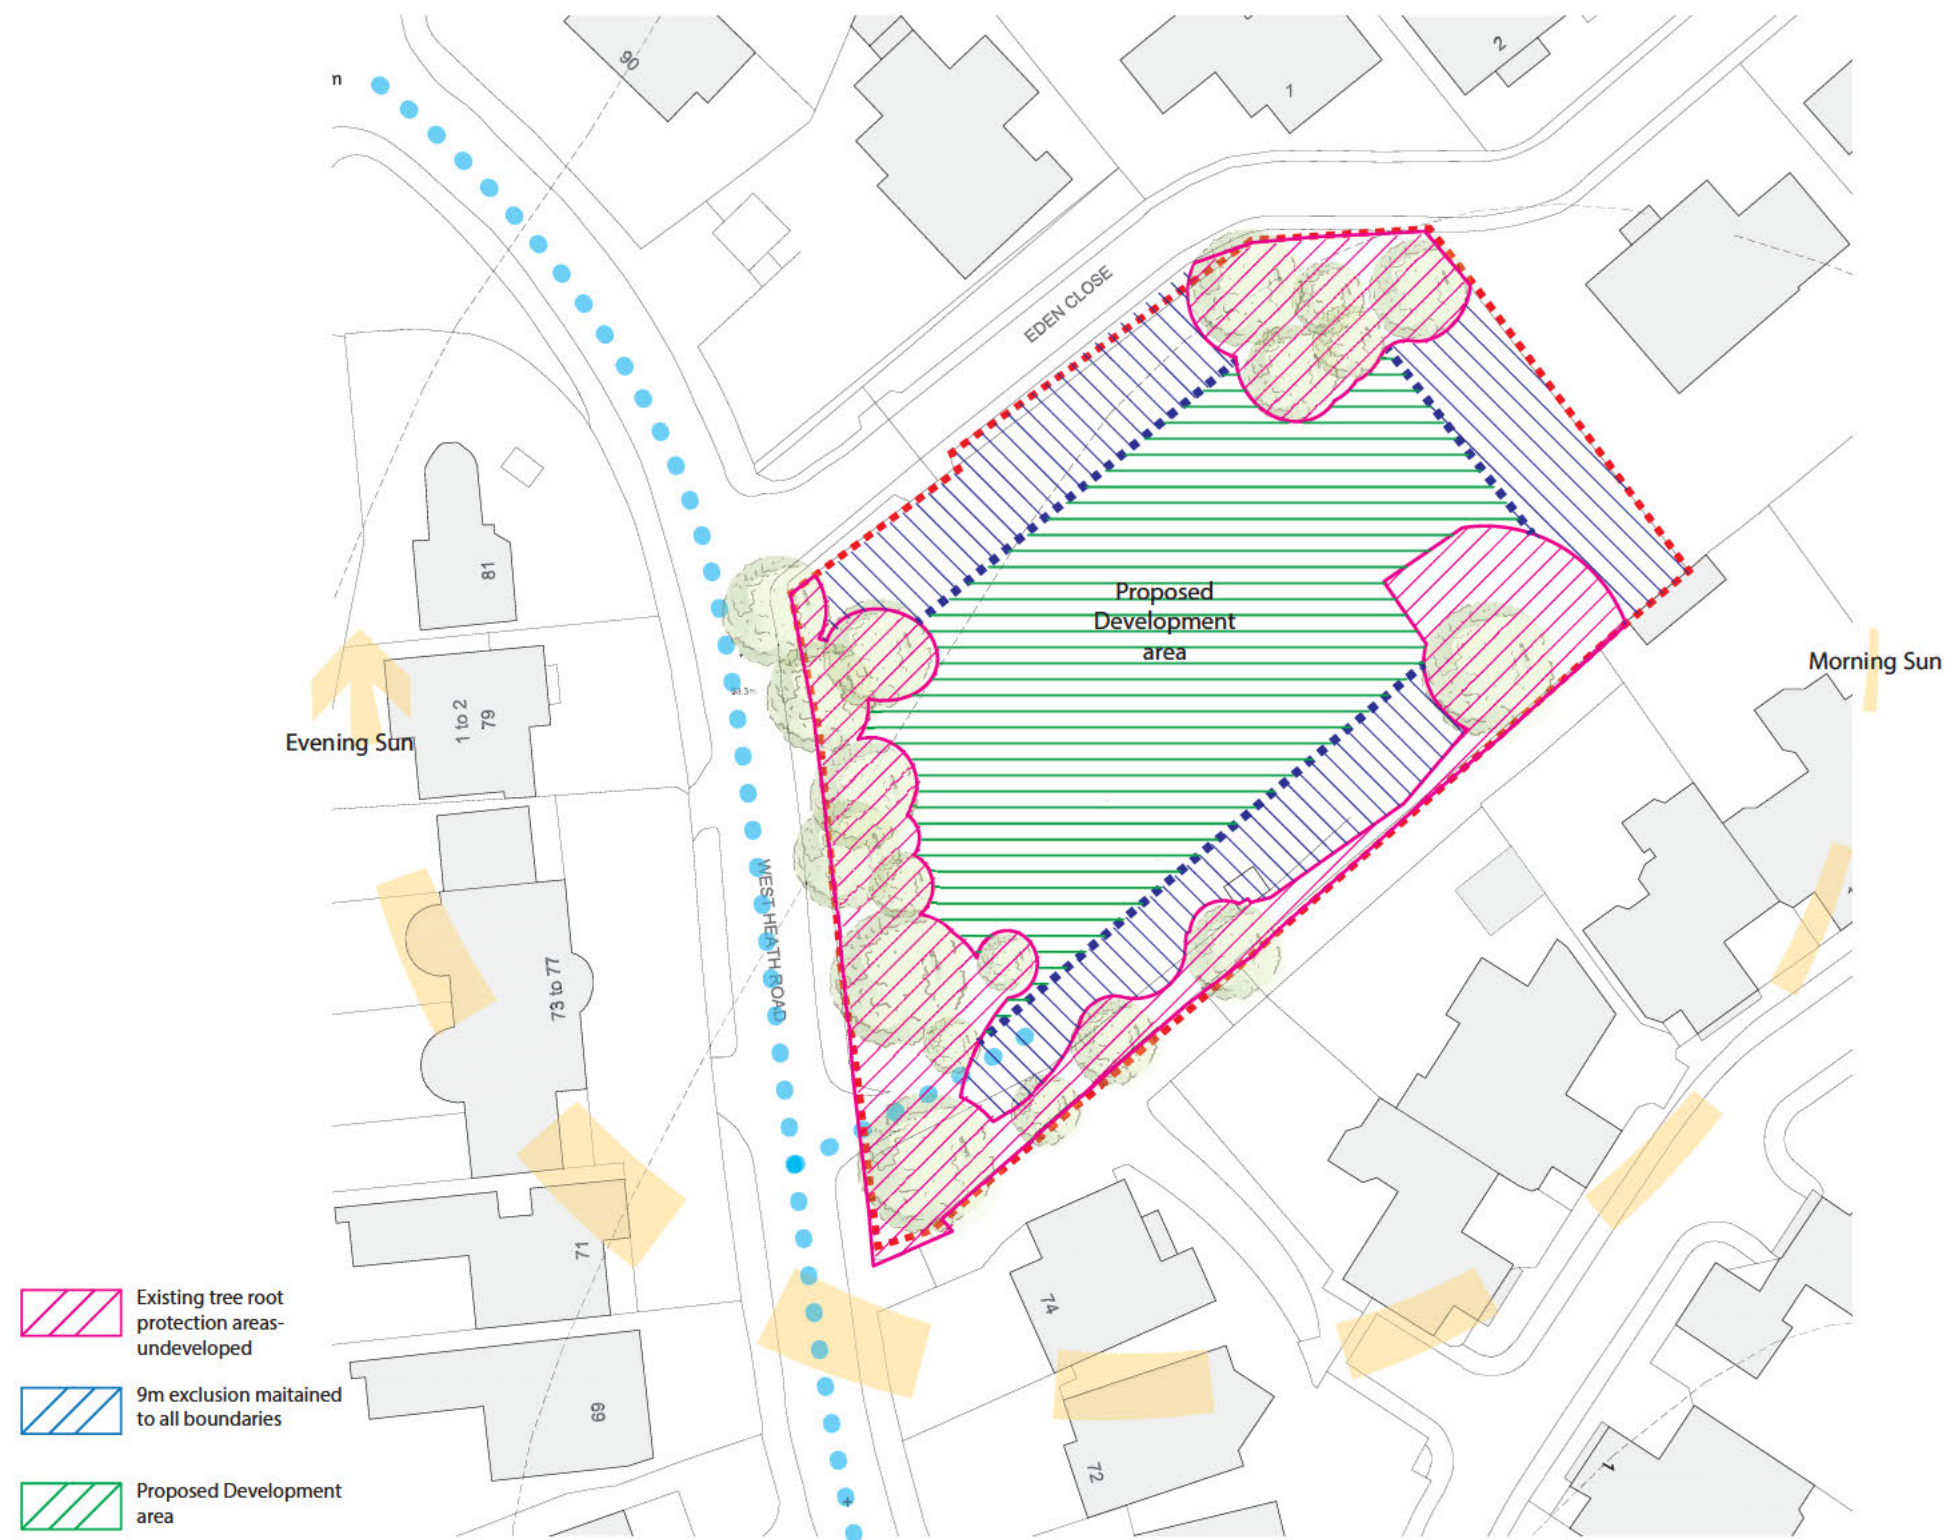 90
1
2
m
EDEN CLOSE
81
Proposed
Development
area
Morning Sun
1 to 2
79
93.3m
Evening Sun
WEST HEATH ROAD
73 to 77
71
74
69
72
1
Existing tree root
protection areas-
undeveloped
9m exclusion maitained
to all boundaries
Proposed Development
area